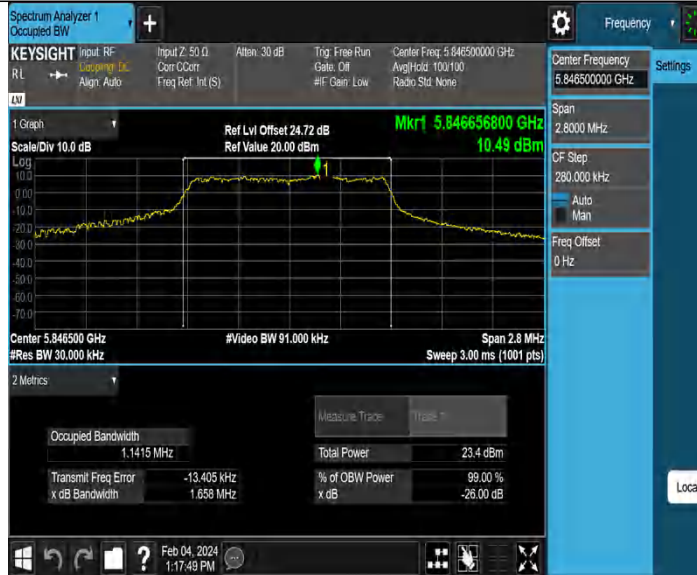 Spectrum Analyzer 1
Occupied BW
+
Frequency
KEYSIGHT
RL
Input: RF
Coupling: DC
Align: Auto
Input Z: 50 Ω
Corr CCorr
Freq Ref: Int (S)
Atten: 30 dB
Trig: Free Run
Gate: Off
#IF Gain: Low
Center Freq: 5.846500000 GHz
Avg|Hold: 100/100
Radio Std: None
1 Graph
Scale/Div 10.0 dB
Ref Lvl Offset 24.72 dB
Ref Value 20.00 dBm
Mkr1 5.846656800 GHz
10.49 dBm
Log
10.0
0.00
-10.0
-20.0
-30.0
-40.0
-50.0
-60.0
-70.0
1
Center 5.846500 GHz
#Res BW 30.000 kHz
#Video BW 91.000 kHz
Span 2.8 MHz
Sweep 3.00 ms (1001 pts)
2 Metrics
Measure Trace
Trace 1
Occupied Bandwidth
1.1415 MHz
Total Power
23.4 dBm
Transmit Freq Error
-13.405 kHz
% of OBW Power
99.00 %
x dB Bandwidth
1.658 MHz
x dB
-26.00 dB
Center Frequency
5.846500000 GHz
Settings
Span
2.8000 MHz
CF Step
280.000 kHz
Auto
Man
Freq Offset
0 Hz
Loca
?
Feb 04, 2024
1:17:49 PM